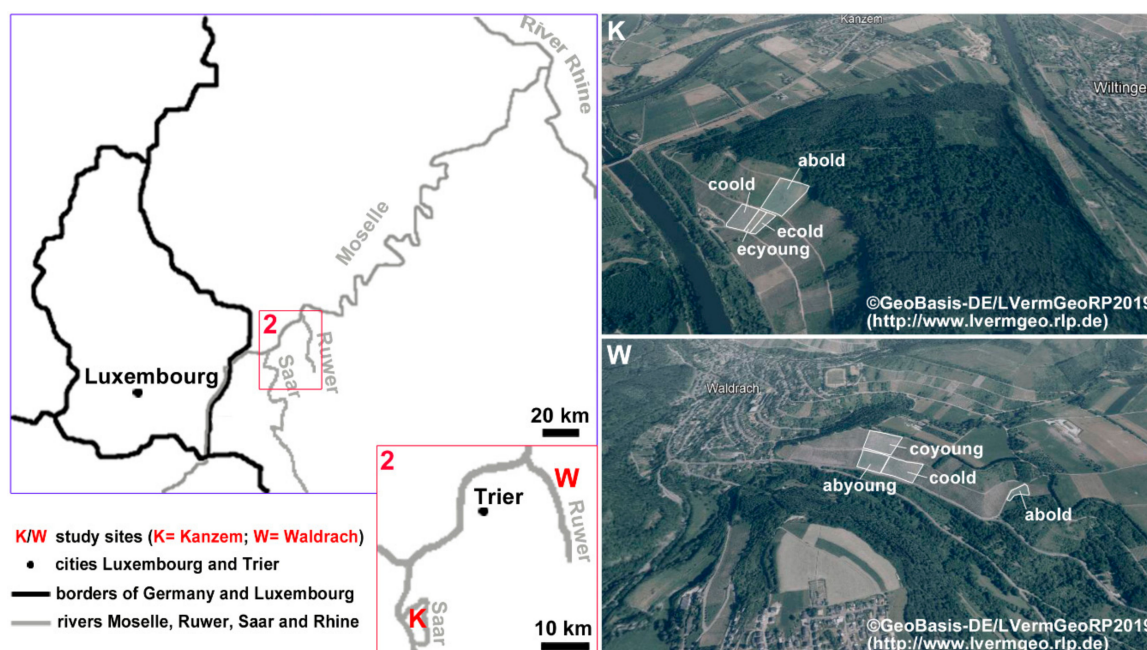 River Rhine
Moselle
2
Ruwer
Saar
Luxembourg
20 km
2
W
Trier
Ruwer
K
Saar
10 km
K/W study sites (K= Kanzem; W= Waldrach)
cities Luxembourg and Trier
borders of Germany and Luxembourg
rivers Moselle, Ruwer, Saar and Rhine
K
Kanzem
Wiltinge
abold
coold
ecold
ecyoung
©GeoBasis-DE/LVermGeoRP2019
(http://www.lvermgeo.rlp.de)
W
Waldrach
coyoung
coold
abyoung
abold
©GeoBasis-DE/LVermGeoRP2019
(http://www.lvermgeo.rlp.de)